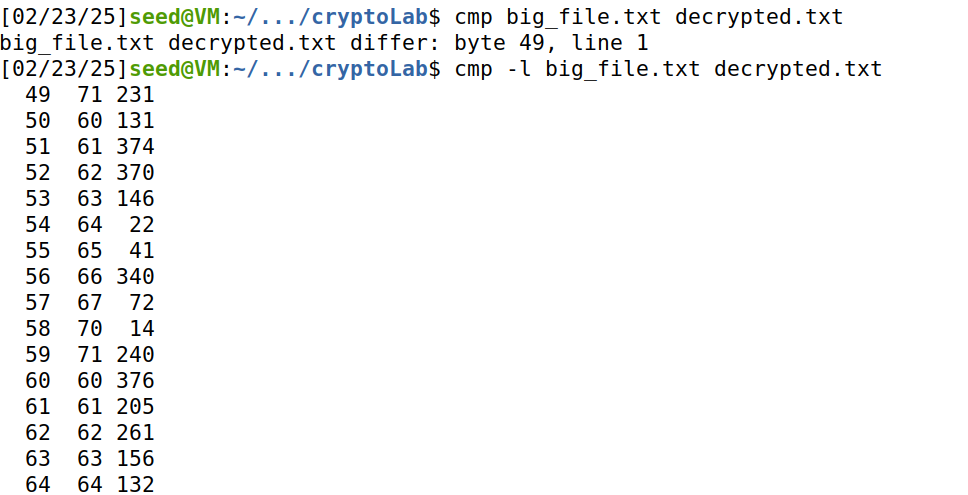 [02/23/25]seed@VM:~/.../cryptoLab$ cmp big_file.txt decrypted.txt
big_file.txt decrypted.txt differ: byte 49, line 1
[02/23/25]seed@VM:~/.../cryptoLab$ cmp -l big_file.txt decrypted.txt
  49  71 231
  50  60 131
  51  61 374
  52  62 370
  53  63 146
  54  64  22
  55  65  41
  56  66 340
  57  67  72
  58  70  14
  59  71 240
  60  60 376
  61  61 205
  62  62 261
  63  63 156
  64  64 132